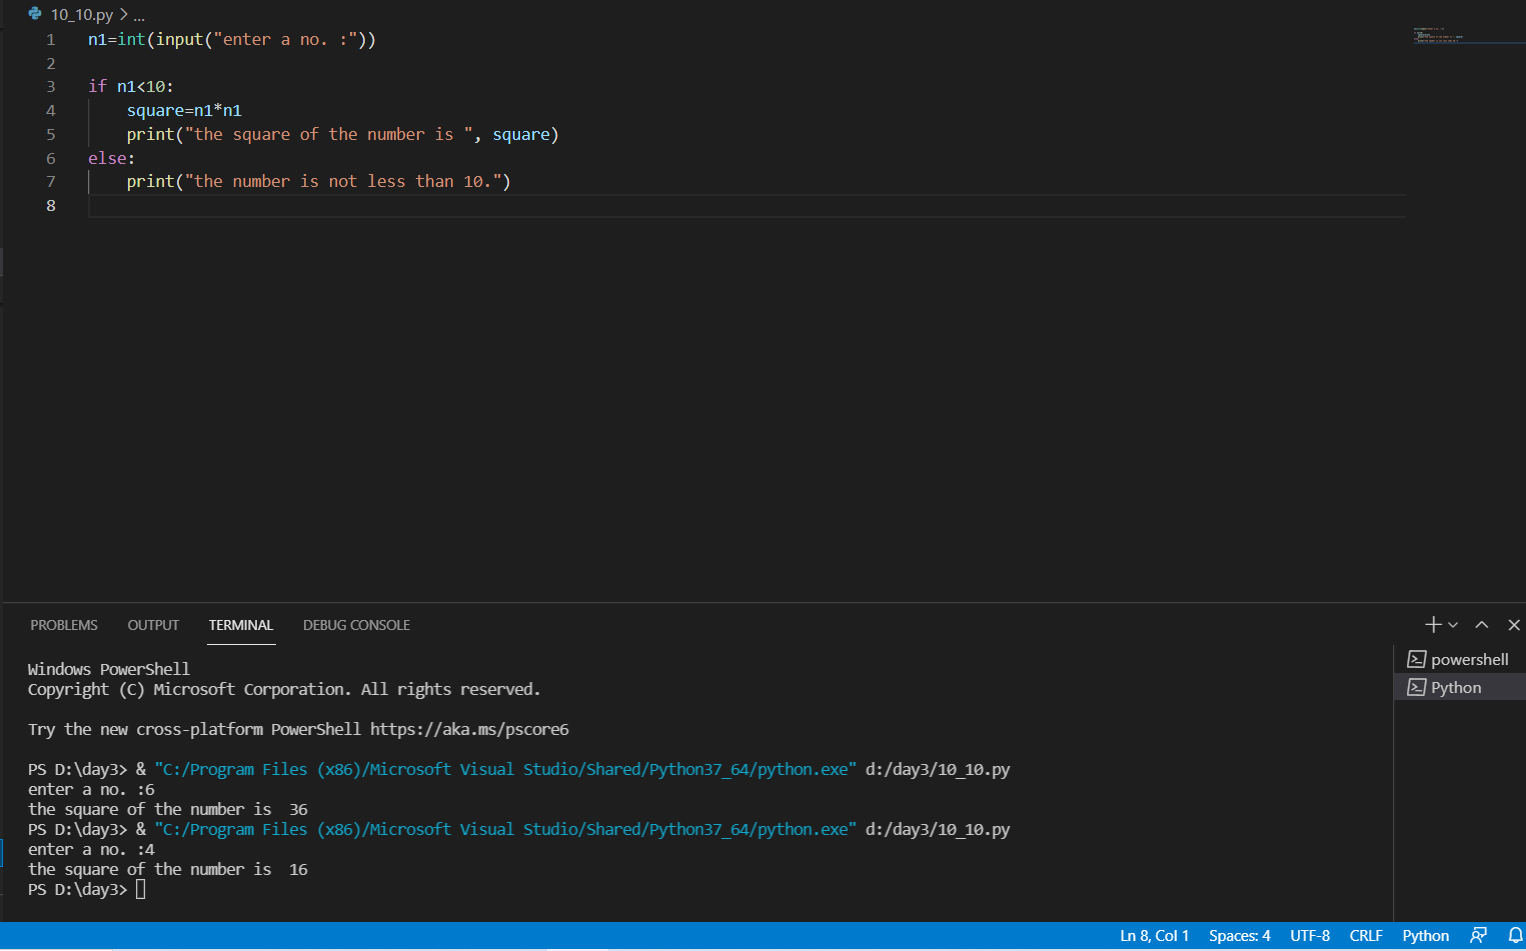 10_10.py > ...
1 n1=int(input("enter a no. :"))
2
3 if n1<10:
4     square=n1*n1
5     print("the square of the number is ", square)
6 else:
7     print("the number is not less than 10.")
8
PROBLEMS OUTPUT TERMINAL DEBUG CONSOLE
Windows PowerShell
Copyright (C) Microsoft Corporation. All rights reserved.
Try the new cross-platform PowerShell https://aka.ms/pscore6
PS D:\day3> & "C:/Program Files (x86)/Microsoft Visual Studio/Shared/Python37_64/python.exe" d:/day3/10_10.py
enter a no. :6
the square of the number is  36
PS D:\day3> & "C:/Program Files (x86)/Microsoft Visual Studio/Shared/Python37_64/python.exe" d:/day3/10_10.py
enter a no. :4
the square of the number is  16
PS D:\day3>
powershell
Python
Ln 8, Col 1 Spaces: 4 UTF-8 CRLF Python